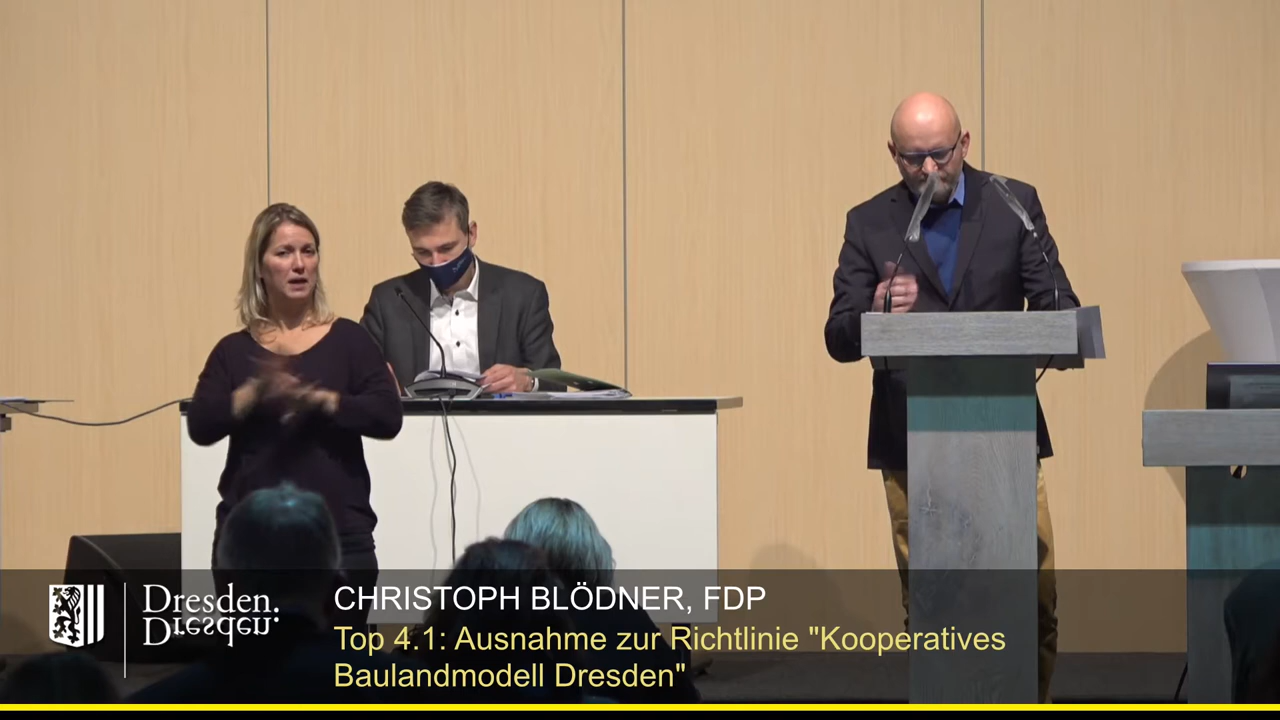 Dresden.
Dresden.
CHRISTOPH BLÖDNER, FDP
Top 4.1: Ausnahme zur Richtlinie "Kooperatives
Baulandmodell Dresden"